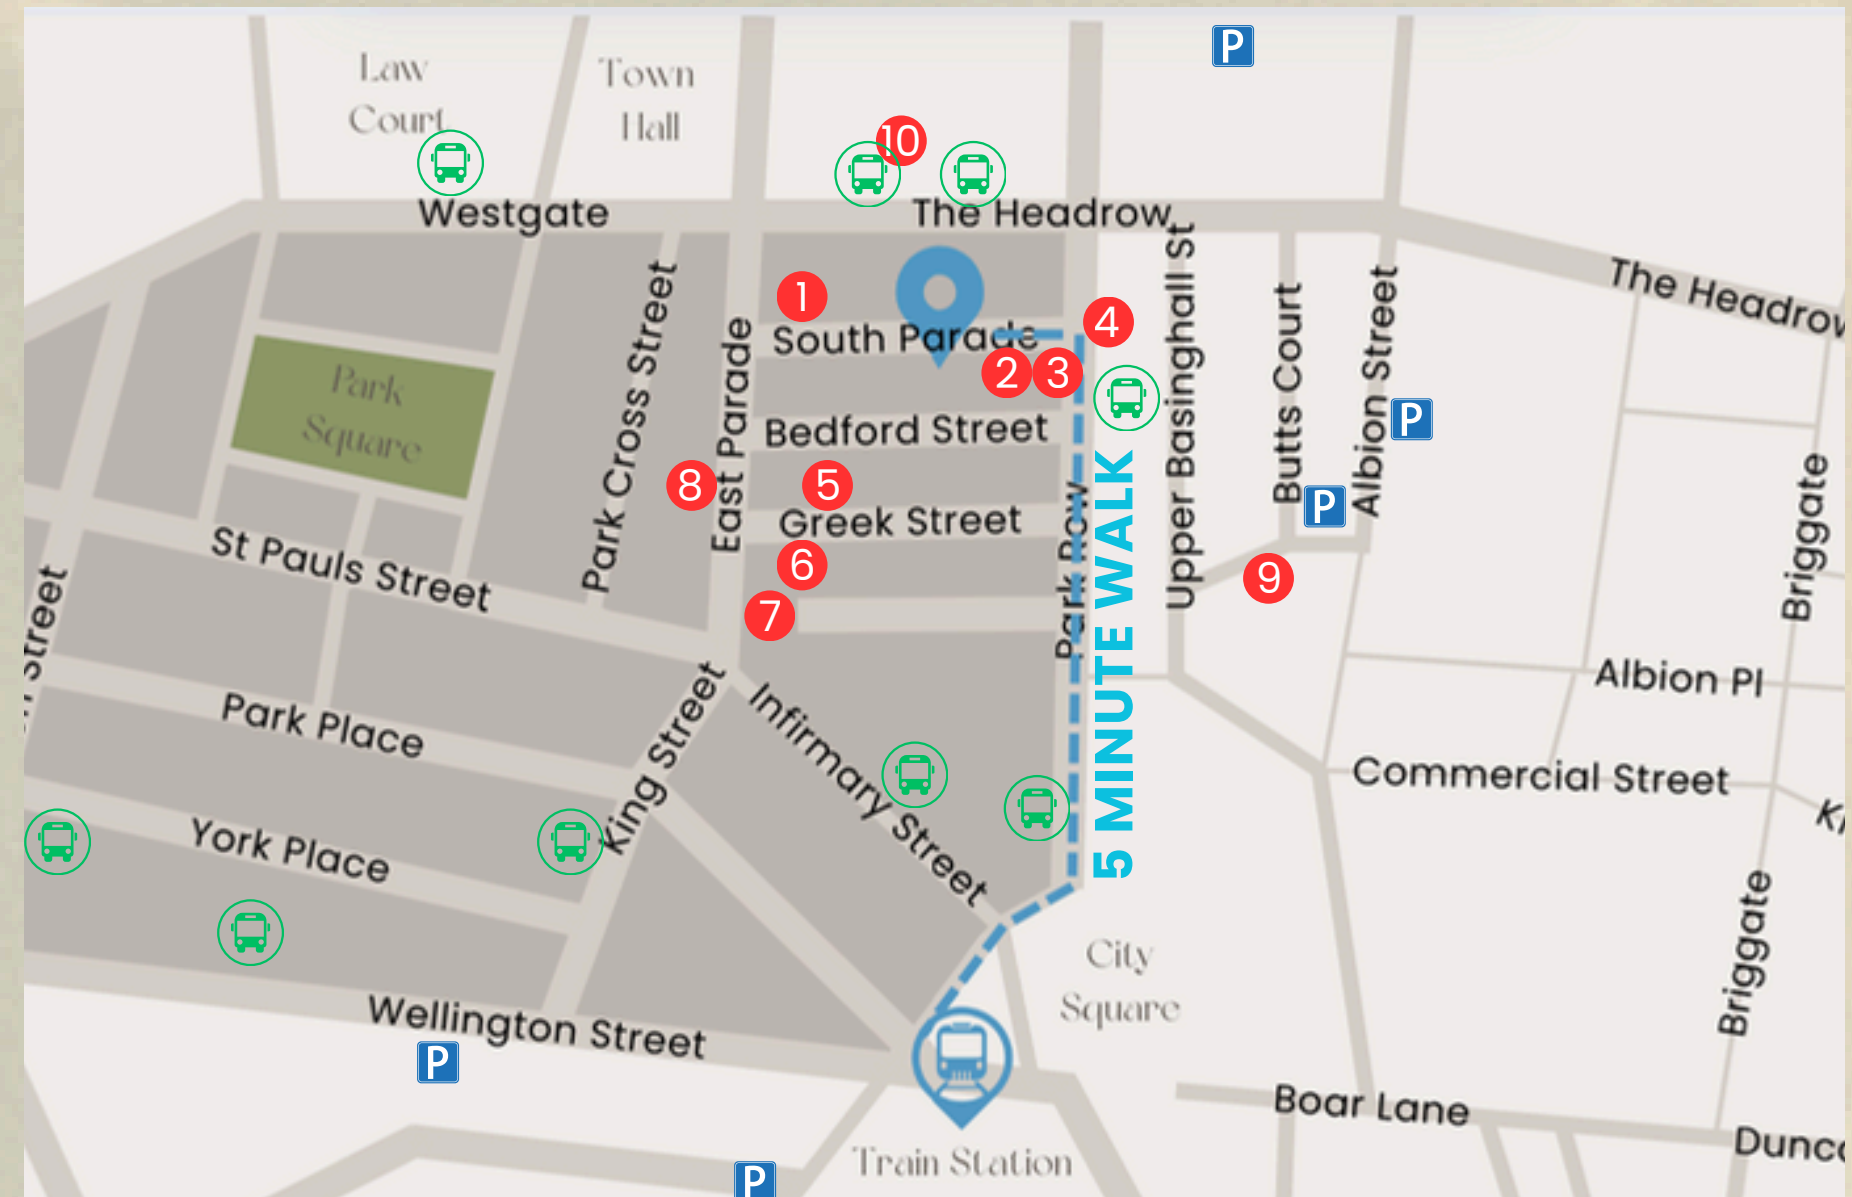 P
Law
Court
Town
Hall
10
Westgate
The Headrow
The Headrow
1
South Parade
4
2
3
Park
Square
Park Cross Street
East Parade
Bedford Street
Upper Basinghall St
Butts Court
Albion Street
P
P
8
5
Greek Street
6
7
9
St Pauls Street
Street
Park Row
5 MINUTE WALK
Briggate
Albion Pl
Park Place
King Street
Infirmary Street
Commercial Street
York Place
Briggate
City
Square
Wellington Street
P
Boar Lane
Train Station
P